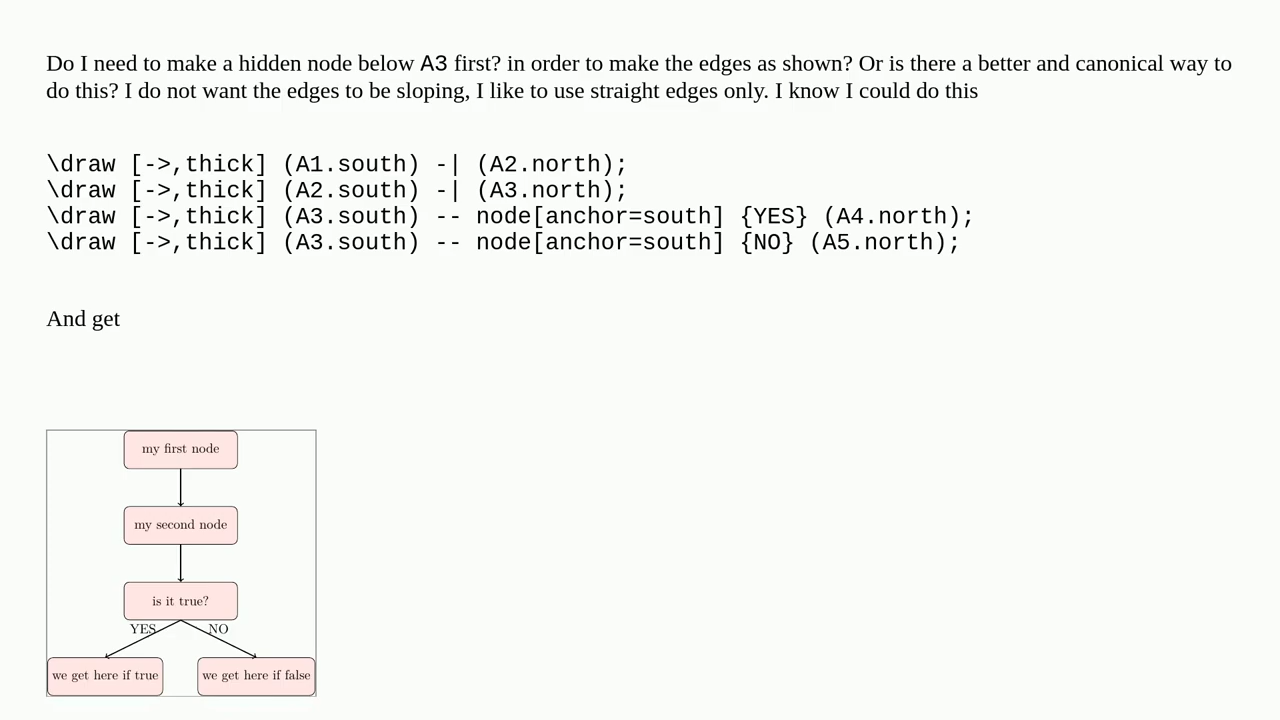 Do I need to make a hidden node below A3 first? in order to make the edges as shown? Or is there a better and canonical way to
do this? I do not want the edges to be sloping, I like to use straight edges only. I know I could do this
\draw [->,thick] (A1.south) -| (A2.north);
\draw [->,thick] (A2.south) -| (A3.north);
\draw [->,thick] (A3.south) -- node[anchor=south] {YES} (A4.north);
\draw [->,thick] (A3.south) -- node[anchor=south] {NO} (A5.north);
And get
my first node
my second node
is it true?
YES NO
we get here if true we get here if false